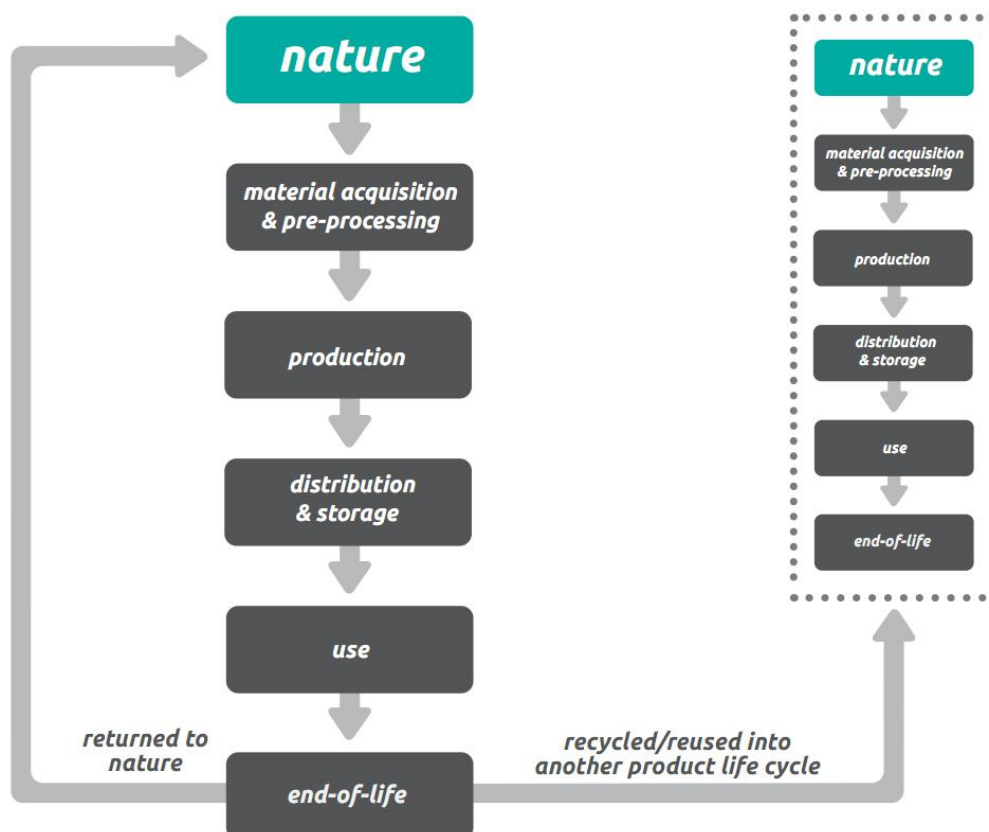 nature
material acquisition
& pre-processing
production
distribution
& storage
use
end-of-life
returned to
nature
recycled/reused into
another product life cycle
nature
material acquisition
& pre-processing
production
distribution
& storage
use
end-of-life